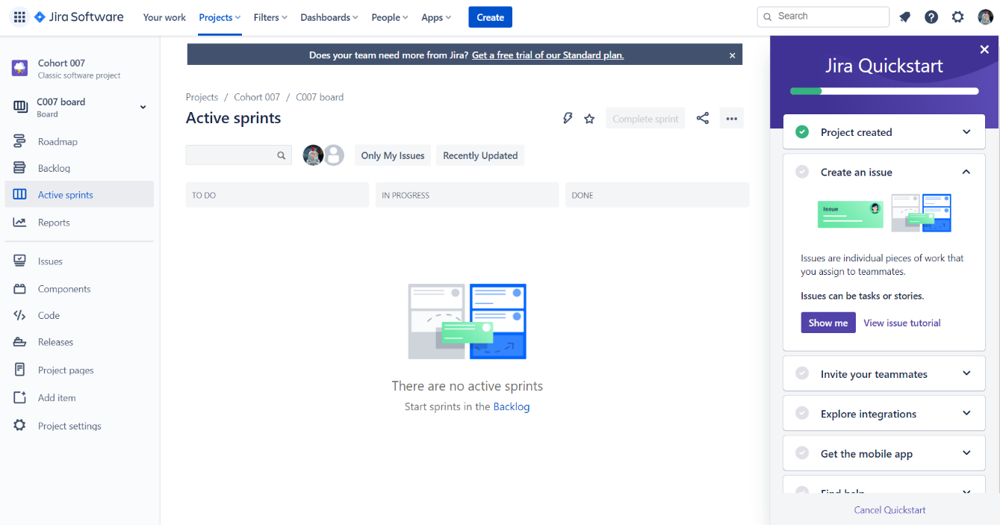 Jira Software
Your work
Projects
Filters
Dashboards
People
Apps
Create
Search
Cohort 007
Classic software project
C007 board
Board
Roadmap
Backlog
Active sprints
Reports
Issues
Components
Code
Releases
Project pages
Add item
Project settings
Does your team need more from Jira? Get a free trial of our Standard plan.
Projects / Cohort 007 / C007 board
Active sprints
Complete sprint
Only My Issues
Recently Updated
TO DO
IN PROGRESS
DONE
There are no active sprints
Start sprints in the Backlog
Jira Quickstart
Project created
Create an issue
Issue
Issues are individual pieces of work that
you assign to teammates.
Issues can be tasks or stories.
Show me
View issue tutorial
Invite your teammates
Explore integrations
Get the mobile app
Find help
Cancel Quickstart